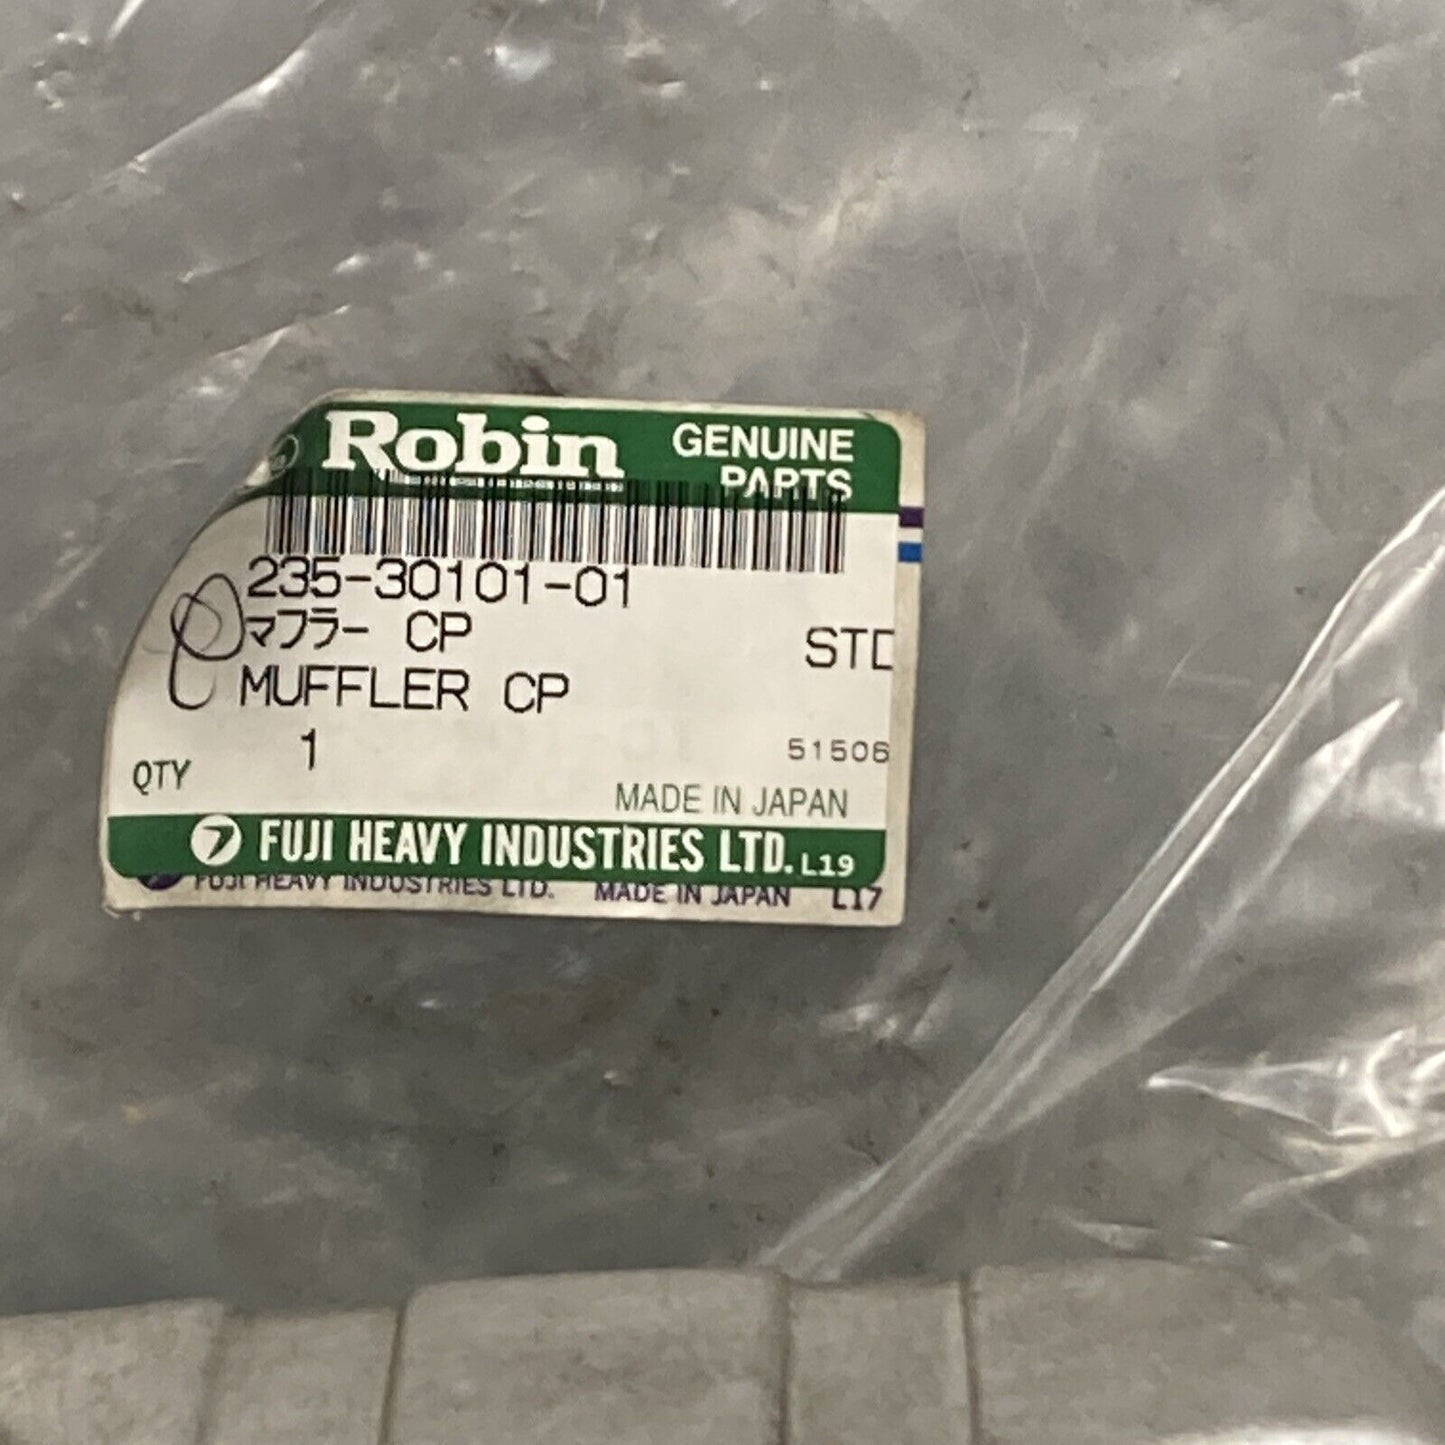 Robin GENUINE PARTS
235-30101-01
マフラー CP
STD
MUFFLER CP
1
51506
QTY
MADE IN JAPAN
FUJI HEAVY INDUSTRIES LTD. L19
FUJI HEAVY INDUSTRIES LTD. MADE IN JAPAN L17